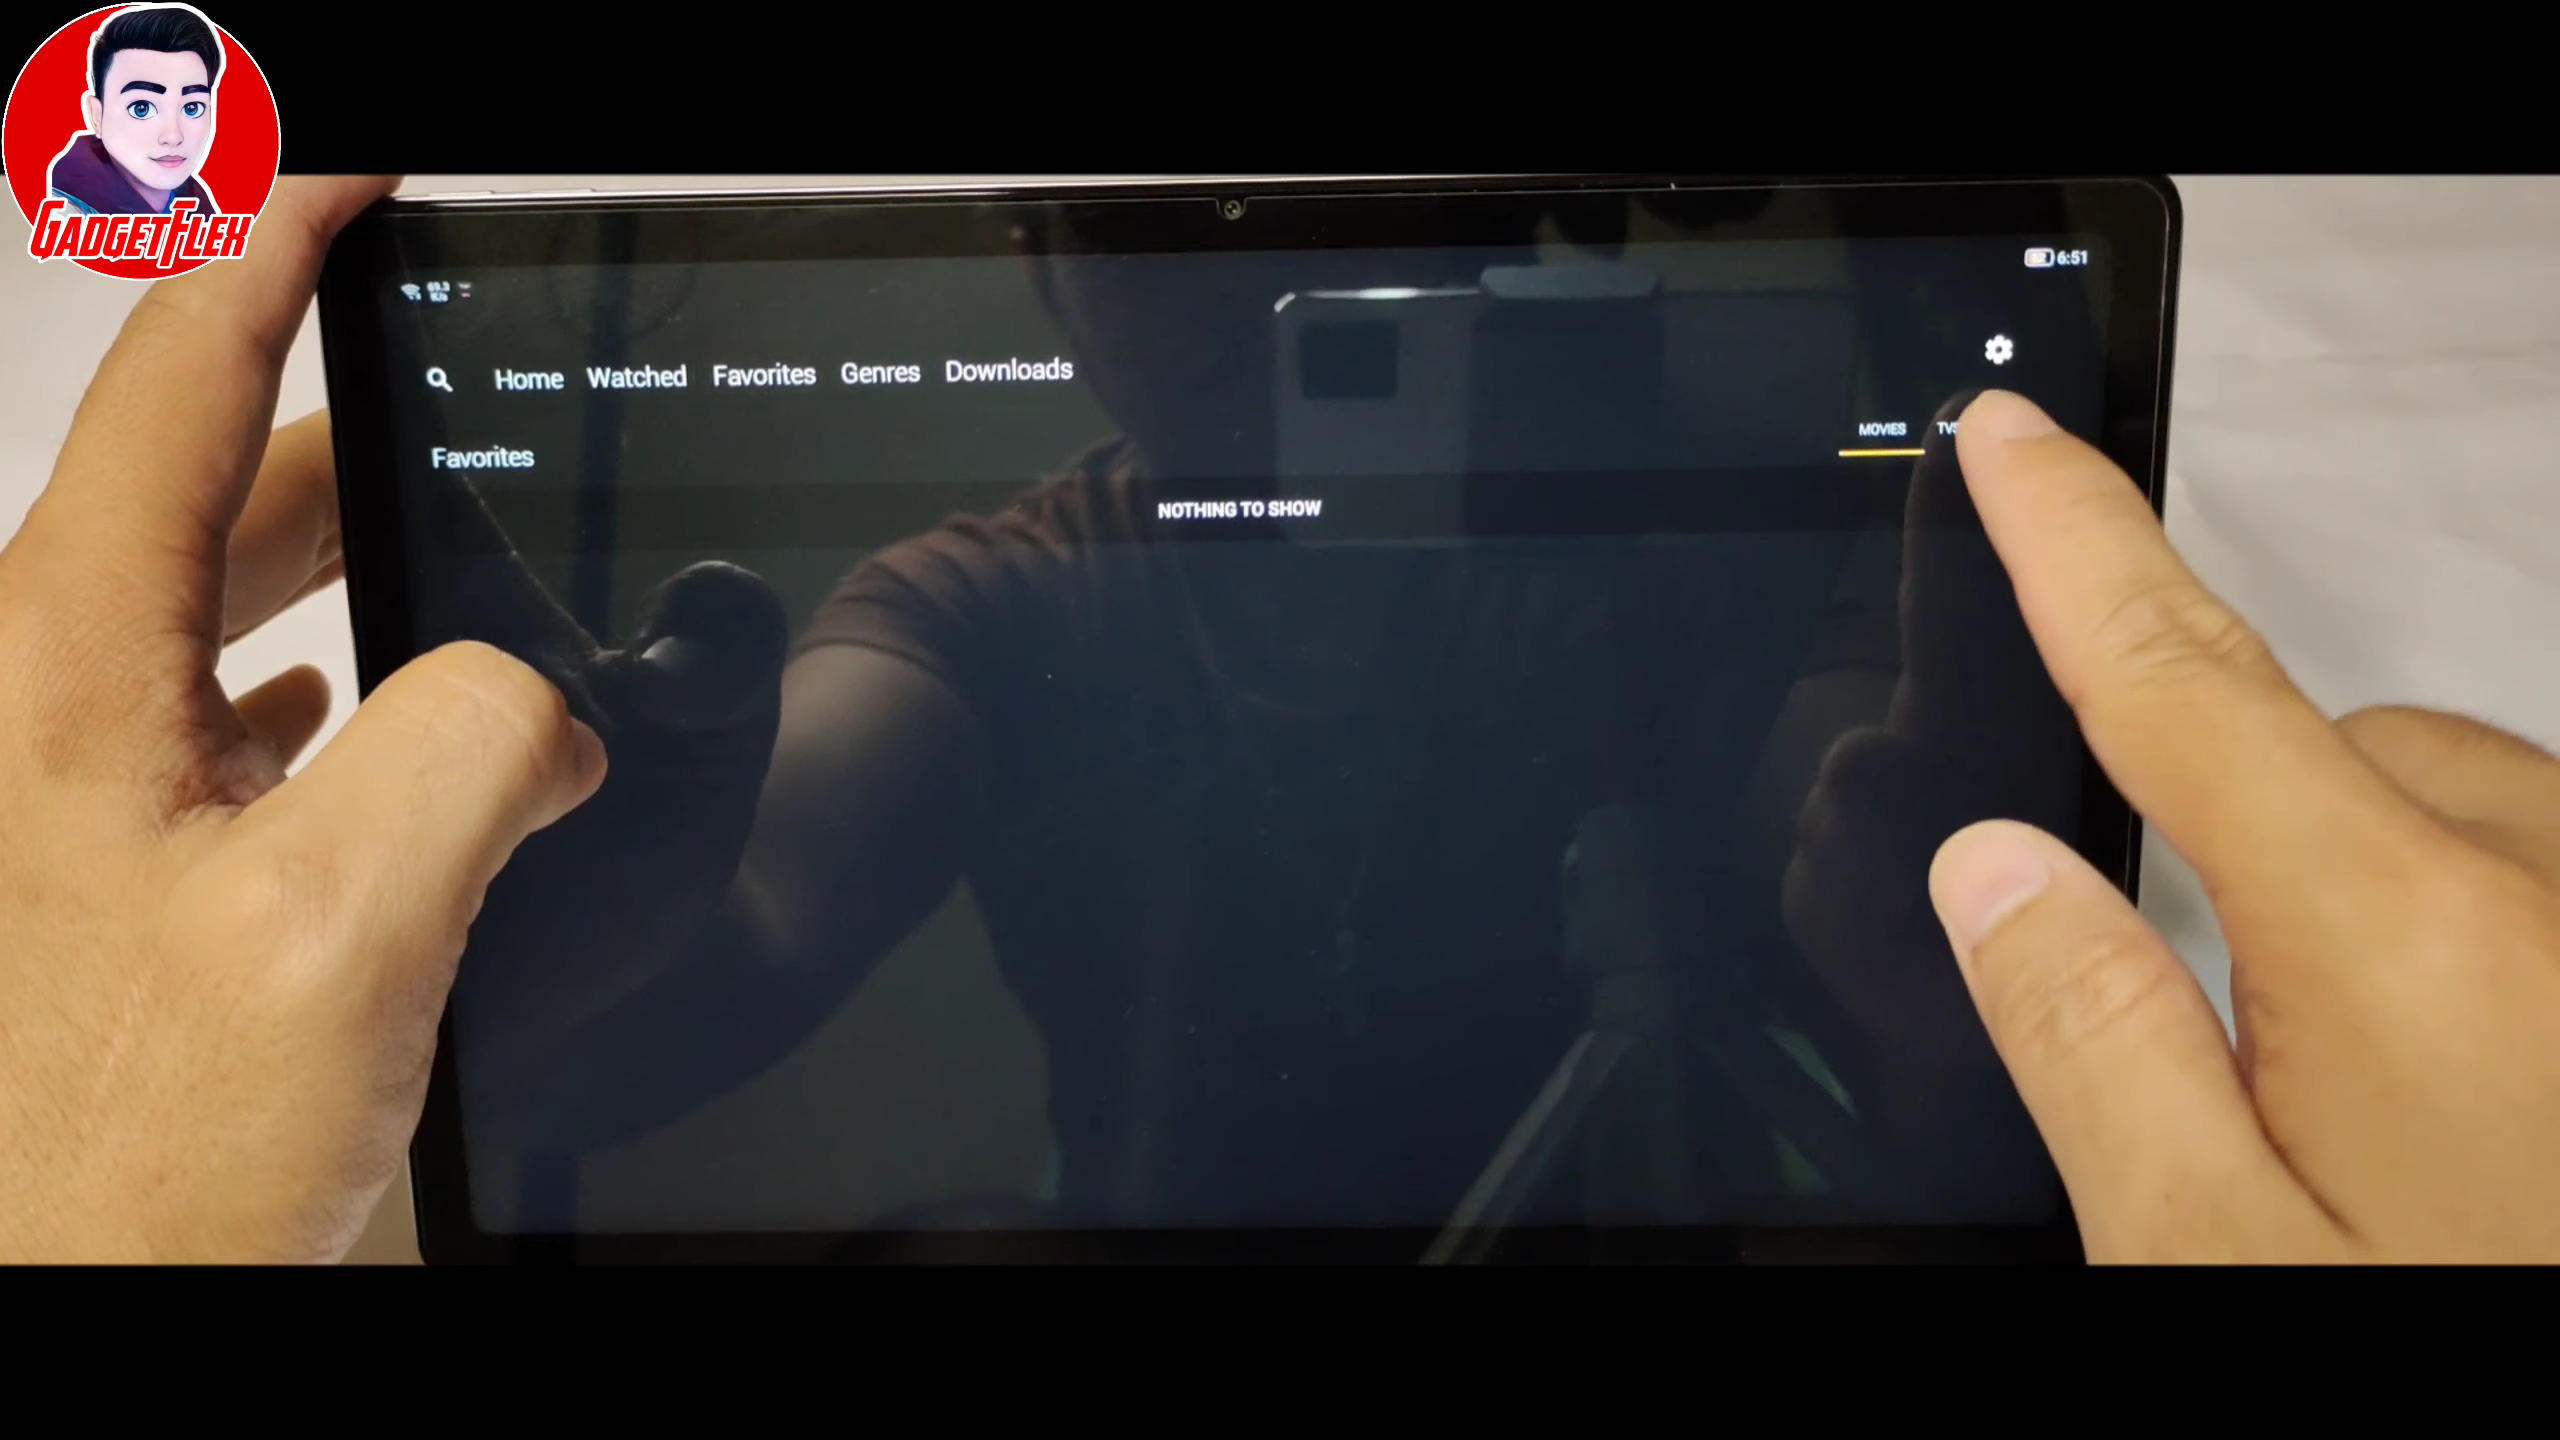 GADGETFLEX
6:51
Home Watched Favorites Genres Downloads
MOVIES
Favorites
NOTHING TO SHOW